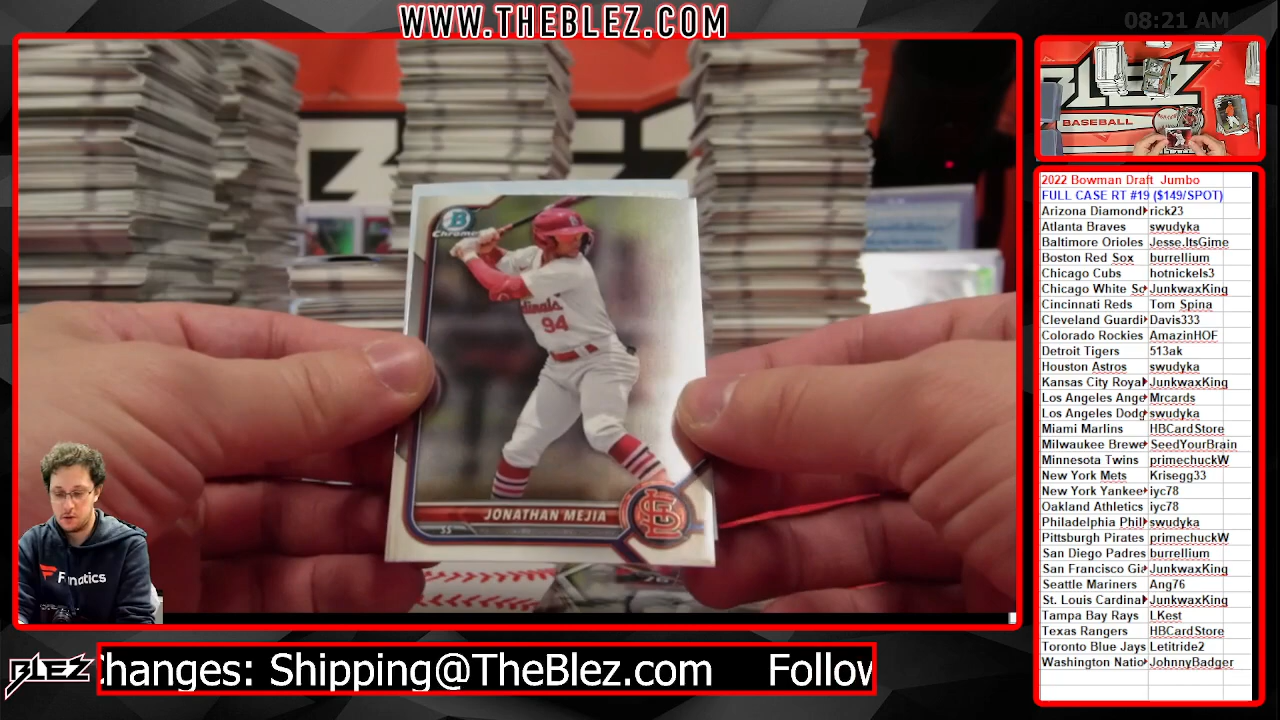 WWW.THEBLEZ.COM
08:21 AM
BLEZ
BASEBALL
B
Chrome
94
JONATHAN MEJIA
SS
Fanatics
2022 Bowman Draft Jumbo
FULL CASE RT #19 ($149/SPOT)
Arizona Diamond rick23
Atlanta Braves swudyka
Baltimore Orioles Jesse.ItsGime
Boston Red Sox burrellium
Chicago Cubs hotnickels3
Chicago White So JunkwaxKing
Cincinnati Reds Tom Spina
Cleveland Guardi Davis333
Colorado Rockies AmazinHOF
Detroit Tigers 513ak
Houston Astros swudyka
Kansas City Roya JunkwaxKing
Los Angeles Ange Mrcards
Los Angeles Dodg swudyka
Miami Marlins HBCardStore
Milwaukee Brewe SeedYourBrain
Minnesota Twins primechuckW
New York Mets Krisegg33
New York Yankee iyc78
Oakland Athletics iyc78
Philadelphia Phil swudyka
Pittsburgh Pirates primechuckW
San Diego Padres burrellium
San Francisco Gia JunkwaxKing
Seattle Mariners Ang76
St. Louis Cardinal JunkwaxKing
Tampa Bay Rays LKest
Texas Rangers HBCardStore
Toronto Blue Jays Letitride2
Washington Natio JohnnyBadger
BLEZ
hanges: Shipping@TheBlez.com Follow